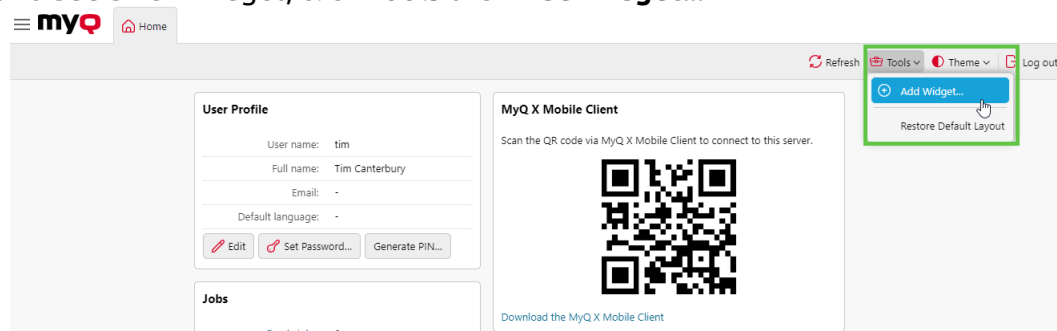 myQ Home
Refresh Tools Theme Log out
Add Widget...
Restore Default Layout
User Profile
User name: tim
Full name: Tim Canterbury
Email: -
Default language: -
Edit Set Password... Generate PIN...
Jobs
MyQ X Mobile Client
Scan the QR code via MyQ X Mobile Client to connect to this server.
Download the MyQ X Mobile Client